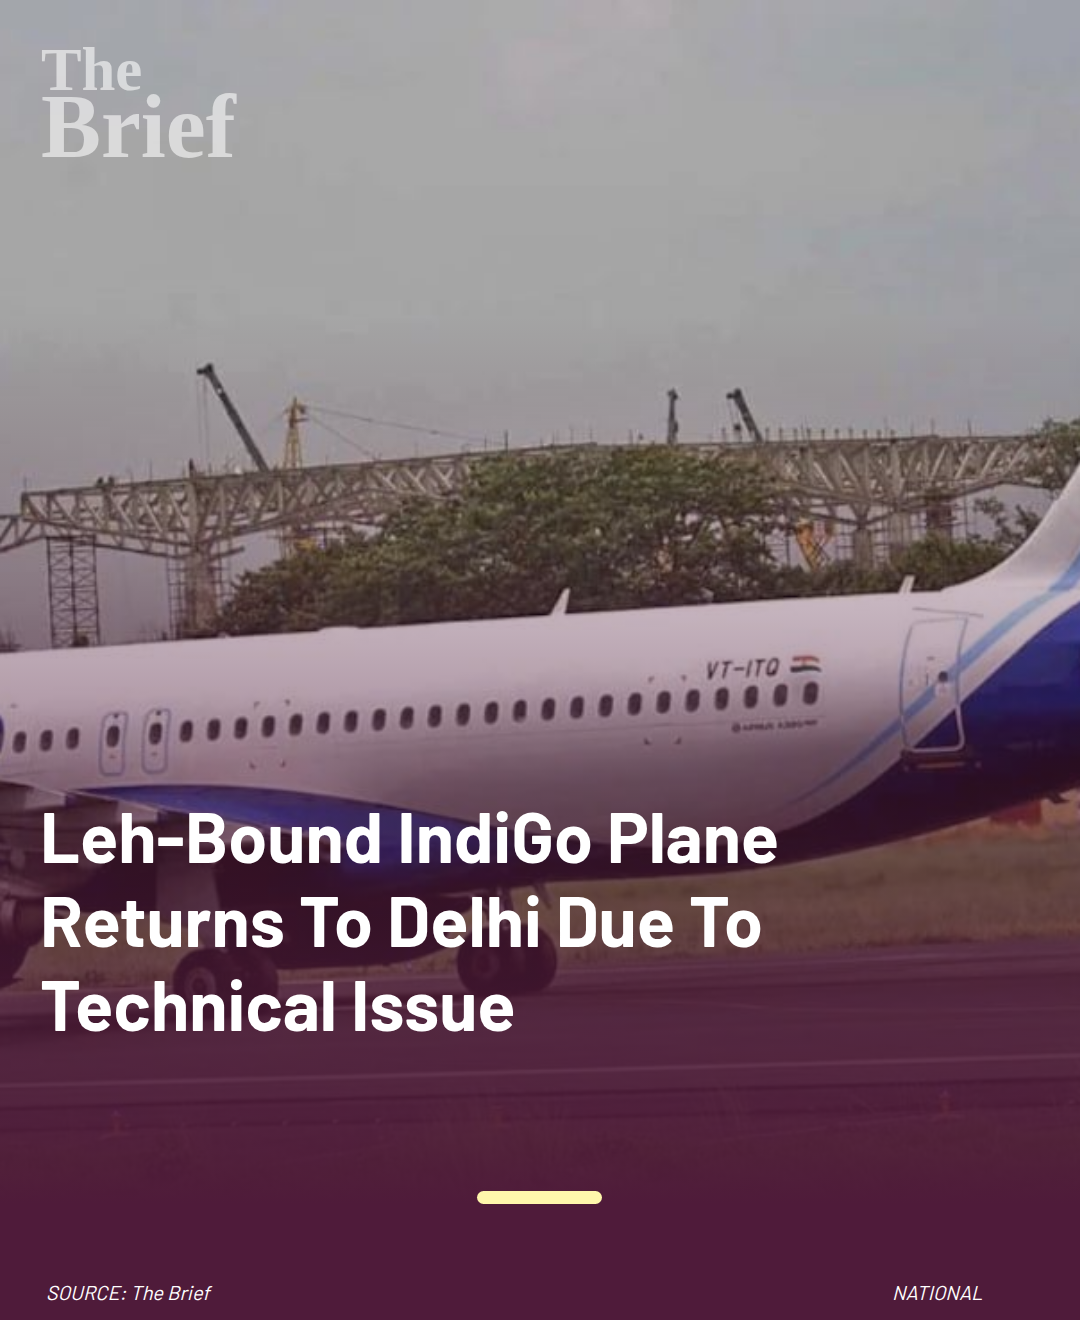 The
Brief
VT-ITQ
Leh-Bound IndiGo Plane
Returns To Delhi Due To
Technical Issue
SOURCE: The Brief
NATIONAL